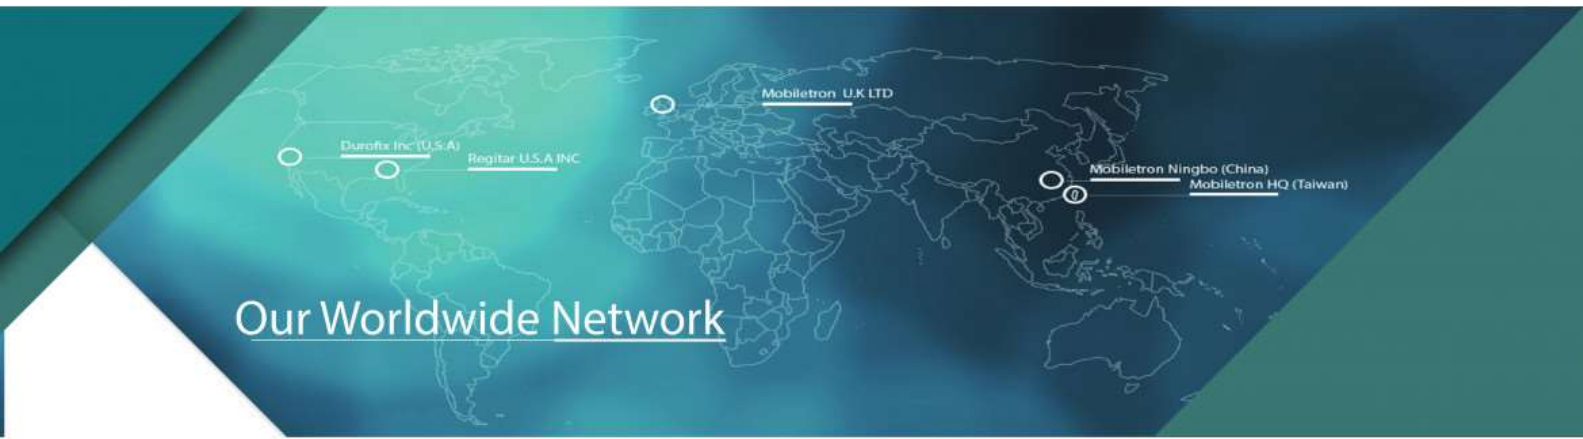 Mobiletron U.K LTD
Durofix Inc (U.S.A)
Regitar U.S.A INC
Mobiletron Ningbo (China)
Mobiletron HQ (Taiwan)
Our Worldwide Network